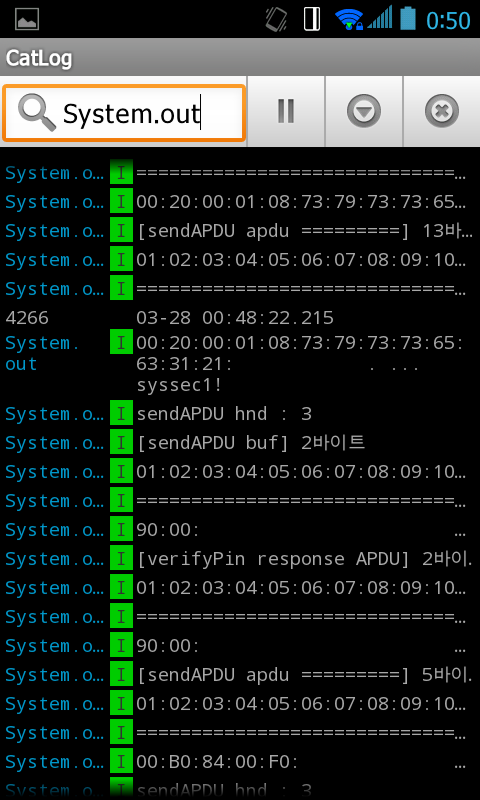 0:50
CatLog
System.out
System.o… I =============================…
System.o… I 00:20:00:01:08:73:79:73:73:65…
System.o… I [sendAPDU apdu =========] 13바…
System.o… I 01:02:03:04:05:06:07:08:09:10…
System.o… I =============================…
4266 03-28 00:48:22.215
System. I 00:20:00:01:08:73:79:73:73:65:
out 63:31:21: . ...
syssec1!
System.o… I sendAPDU hnd : 3
System.o… I [sendAPDU buf] 2바이트
System.o… I 01:02:03:04:05:06:07:08:09:10…
System.o… I =============================…
System.o… I 90:00: …
System.o… I [verifyPin response APDU] 2바이…
System.o… I 01:02:03:04:05:06:07:08:09:10…
System.o… I =============================…
System.o… I 90:00: …
System.o… I [sendAPDU apdu =========] 5바이…
System.o… I 01:02:03:04:05:06:07:08:09:10…
System.o… I =============================…
System.o… I 00:B0:84:00:F0: …
System.o… I sendAPDU hnd : 3